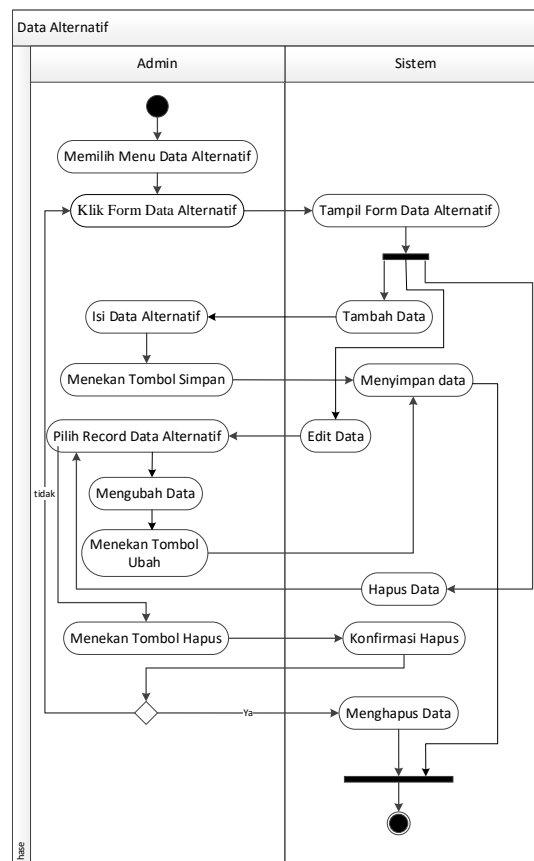 Data Alternatif
Admin
Sistem
Memilih Menu Data Alternatif
Klik Form Data Alternatif
Tampil Form Data Alternatif
Isi Data Alternatif
Tambah Data
Menekan Tombol Simpan
Menyimpan data
Pilih Record Data Alternatif
Edit Data
tidak
Mengubah Data
Menekan Tombol
Ubah
Hapus Data
Menekan Tombol Hapus
Konfirmasi Hapus
Ya
Menghapus Data
hase